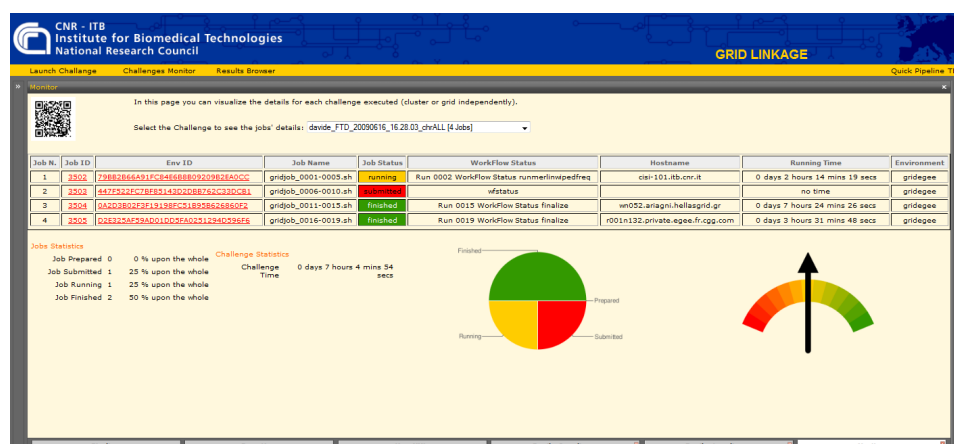 CNR - ITB
Institute for Biomedical Technologies
National Research Council
GRID LINKAGE
Launch Challange Challenges Monitor Results Browser Quick Pipeline
Monitor
In this page you can visualize the details for each challenge executed (cluster or grid independently).
Select the Challenge to see the jobs' details: davide_FTD_20090616_16.28.03_chrALL [4 Jobs]
Job N. Job ID Env ID Job Name Job Status WorkFlow Status Hostname Running Time Environment
1 3502 79BB2B66A91FCB4E6B8B09209B2EA0CC gridjob_0001-0005.sh running Run 0002 WorkFlow Status runmerlinwipedfreq cisi-101.itb.cnr.it 0 days 2 hour 14 mins 19 secs gridegee
2 3503 447F522FC7BF85143D2DBB762C33DCB1 gridjob_0006-0010.sh submitted wfstatus no time gridegee
3 3504 0A2D3B02F3F19198FC51B95B626860F2 gridjob_0011-0015.sh finished Run 0015 WorkFlow Status finalize wn052.ariagni.hellasgrid.gr 0 days 7 hours 24 mins 26 secs gridegee
4 3505 D2E325AF59AD01DD5FA0251294D596F6 gridjob_0016-0019.sh finished Run 0019 WorkFlow Status finalize r001n132.private.egee.fr.cgg.com 0 days 3 hours 31 mins 48 secs gridegee
Jobs Statistics
Job Prepared 0 0 % upon the whole
Job Submitted 1 25 % upon the whole
Job Running 1 25 % upon the whole
Job Finished 2 50 % upon the whole
Challenge Statistics
Challenge Time 0 days 7 hours 4 mins 54 secs
Finished
Prepared
Running
Submitted